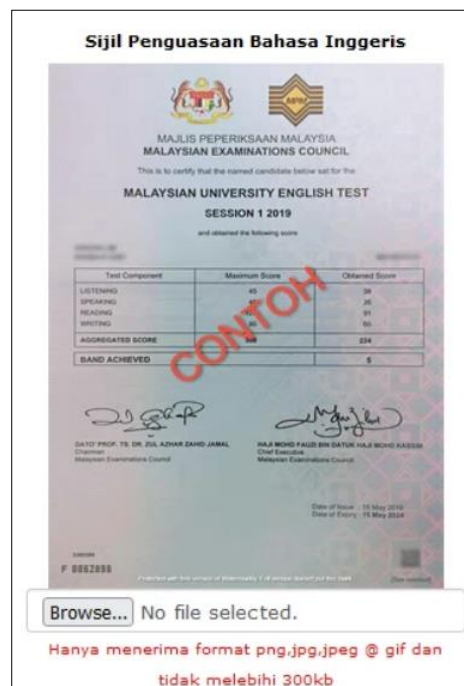 Sijil Penguasaan Bahasa Inggeris
MPM
MAJLIS PEPERIKSAAN MALAYSIA
MALAYSIAN EXAMINATIONS COUNCIL
This is to certify that the named candidate below sat for the
MALAYSIAN UNIVERSITY ENGLISH TEST
SESSION 1 2019
and obtained the following score
Test Component Maximum Score Obtained Score
LISTENING 45
SPEAKING
READING 91
WRITING
AGGREGATED SCORE 224
BAND ACHIEVED 5
CONTOH
DATO' PROF. TS. DR. ZUL AZHAR ZAHID JAMAL
Chairman
Malaysian Examinations Council
HAJI MOHD FAUZI BIN DATUK HAJI MOHD KASSIM
Chief Executive
Malaysian Examinations Council
Date of Issue : 15 May 2019
Date of Expiry : 15 May 2024
Browse... No file selected.
Hanya menerima format png,jpg,jpeg @ gif dan
tidak melebihi 300kb